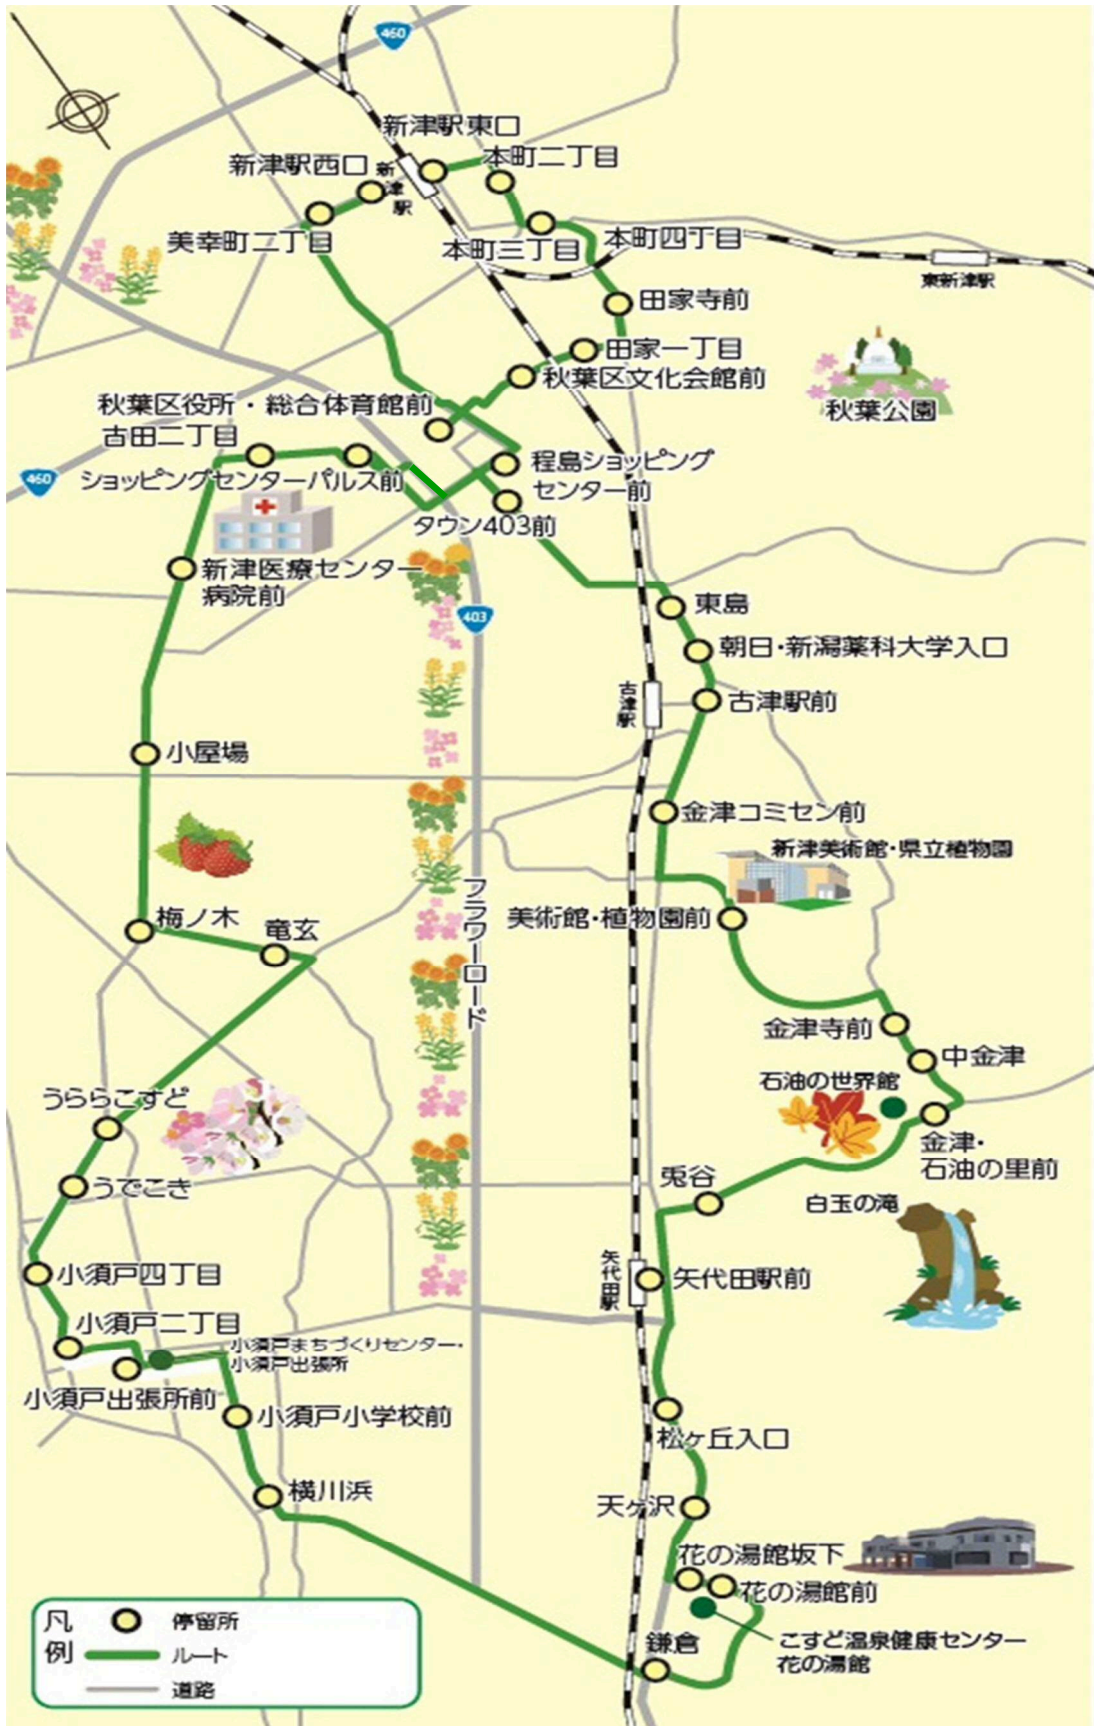 460
新津駅東口
新津駅西口
新津駅
本町二丁目
美幸町二丁目
本町三丁目
本町四丁目
東新津駅
田家寺前
田家一丁目
秋葉区文化会館前
秋葉公園
秋葉区役所・総合体育館前
古田二丁目
460
ショッピングセンターパルス前
程島ショッピング
センター前
タウン403前
新津医療センター
病院前
403
東島
朝日・新潟薬科大学入口
古津駅
古津駅前
小屋場
金津コミセン前
新津美術館・県立植物園
フラワーロード
美術館・植物園前
梅ノ木
竜玄
金津寺前
中金津
石油の世界館
うららこすど
金津・
石油の里前
うでこき
兎谷
白玉の滝
小須戸四丁目
矢代田駅
矢代田駅前
小須戸二丁目
小須戸まちづくりセンター・
小須戸出張所
小須戸出張所前
小須戸小学校前
松ヶ丘入口
横川浜
天ヶ沢
花の湯館坂下
花の湯館前
こすど温泉健康センター
花の湯館
鎌倉
凡例
停留所
ルート
道路